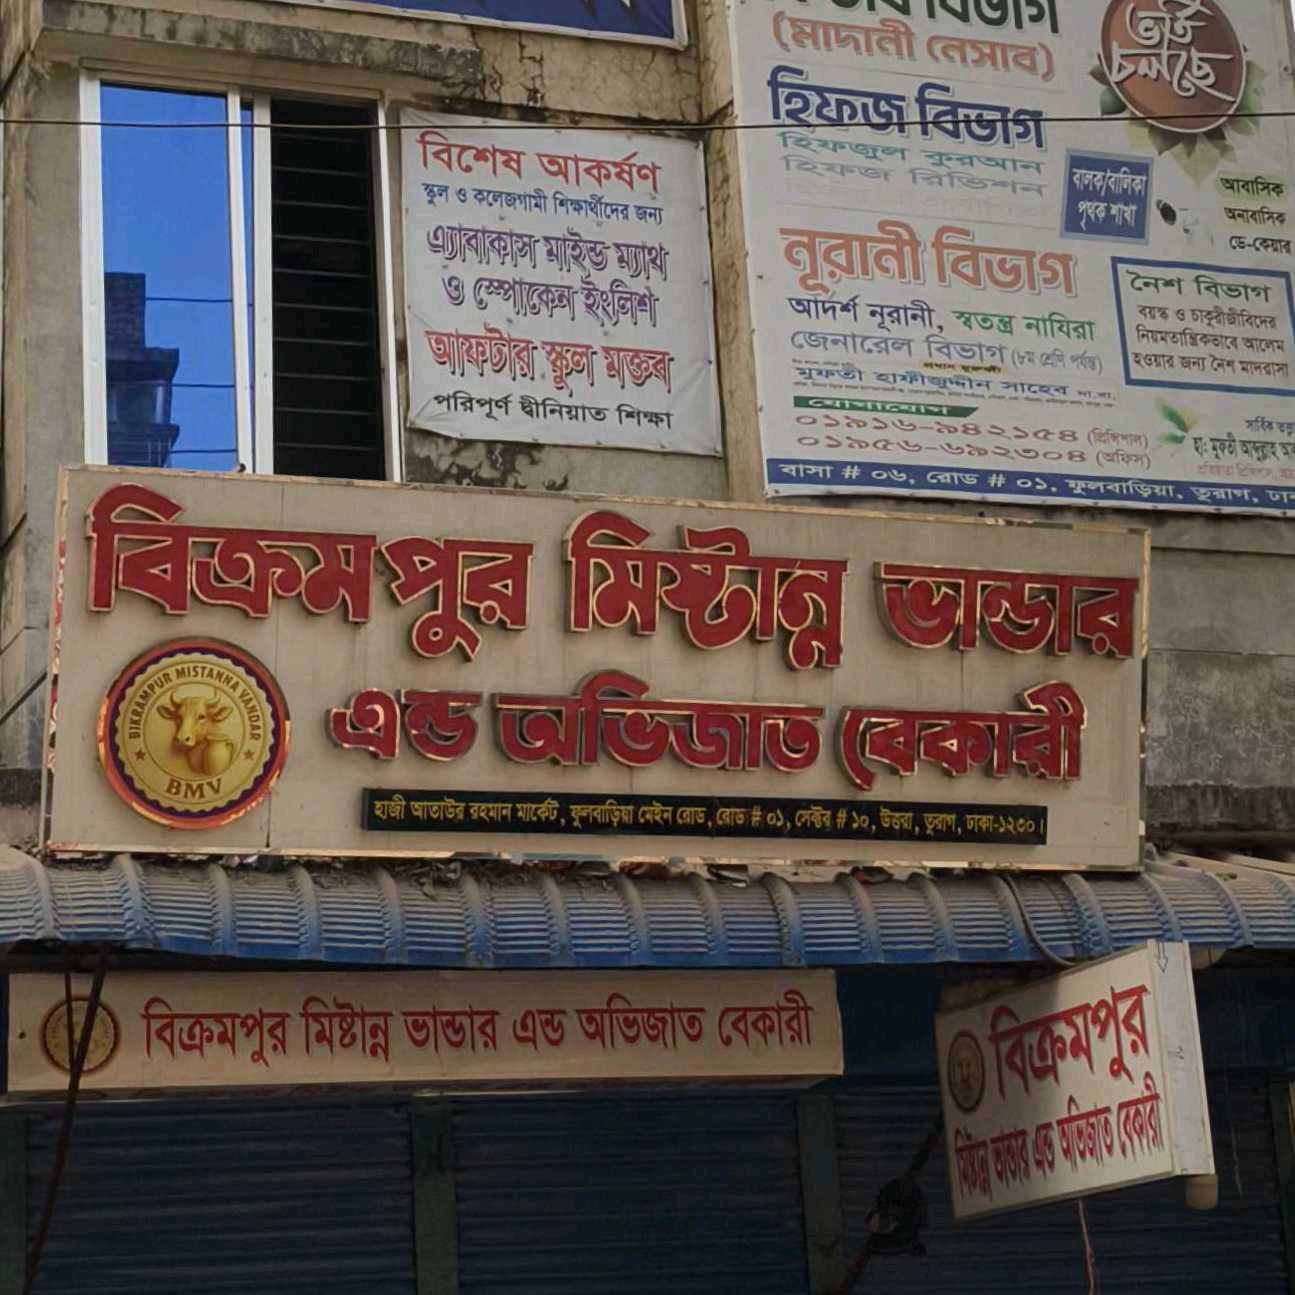 বিভাগ
(মাদানী নেসাব)
ভর্তি
চলছে
হিফজ বিভাগ
হিফজুল কুরআন
হিফজ রিভিশন
বালক/বালিকা
পৃথক শাখা
আবাসিক
অনাবাসিক
ডে-কেয়ার
নূরানী বিভাগ
আদর্শ নূরানী, স্বতন্ত্র নাযিরা
জেনারেল বিভাগ (৮ম শ্রেণি পর্যন্ত)
মুফতী হাফীজুদ্দীন সাহেব দা.বা.
নৈশ বিভাগ
বয়স্ক ও চাকুরীজীবিদের
নিয়মতান্ত্রিকভাবে আলেম
হওয়ার জন্য নৈশ মাদরাসা
যোগাযোগ
০১৯১৬-৯৪২১৫৪ (প্রিন্সিপাল)
০১৯৫৬-৬৯২৩০৪ (অফিস)
সার্বিক
হা: মুফতী আব্দুল্লাহ
বাসা # ০৬, রোড # ০১, ফুলবাড়িয়া, তুরাগ,
বিশেষ আকর্ষণ
স্কুল ও কলেজগামী শিক্ষার্থীদের জন্য
এ্যাবাকাস মাইন্ড ম্যাথ
ও স্পোকেন ইংলিশ
আফটার স্কুল মক্তব
পরিপূর্ণ দ্বীনিয়াত শিক্ষা
বিক্রমপুর মিষ্টান্ন ভান্ডার
এন্ড অভিজাত বেকারী
BIKRAMPUR MISTANNA VANDAR
BMV
হাজী আতাউর রহমান মার্কেট, ফুলবাড়িয়া মেইন রোড, রোড # ০১, সেক্টর # ১০, উত্তরা, তুরাগ, ঢাকা-১২৩০।
বিক্রমপুর মিষ্টান্ন ভান্ডার এন্ড অভিজাত বেকারী
বিক্রমপুর
মিষ্টান্ন ভান্ডার এন্ড অভিজাত বেকারী